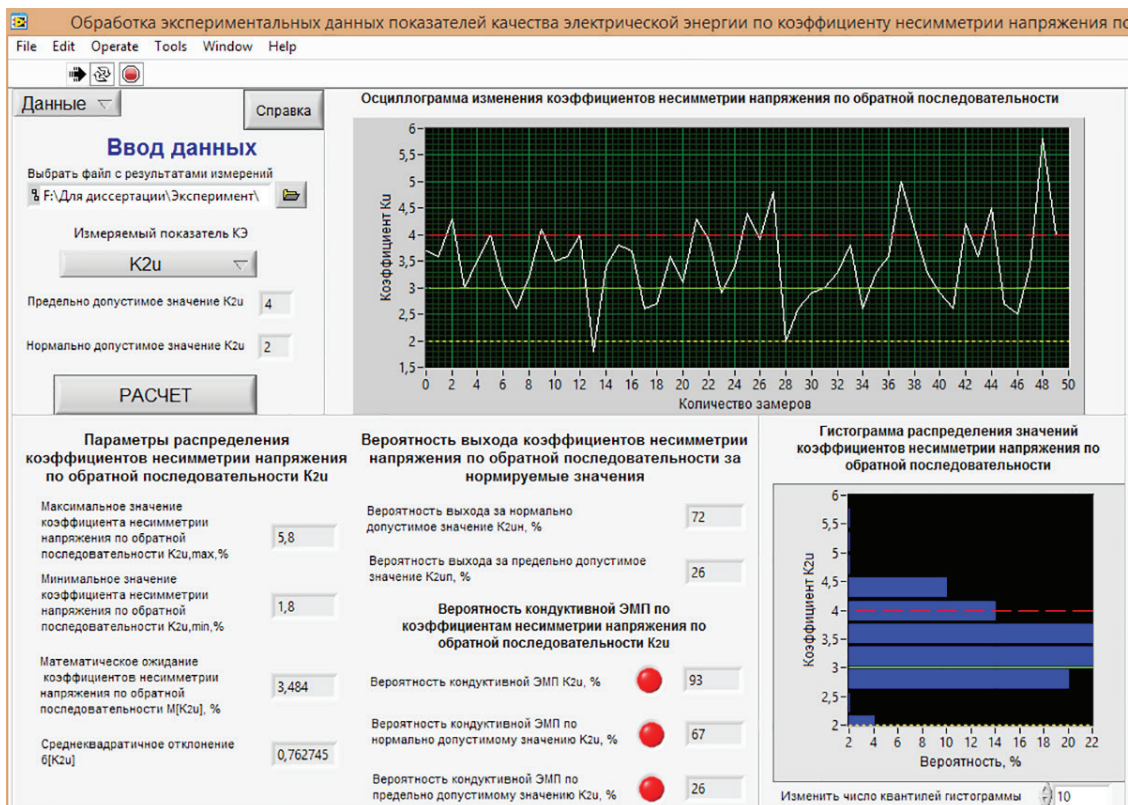 Обработка экспериментальных данных показателей качества электрической энергии по коэффициенту несимметрии напряжения по
File Edit Operate Tools Window Help
Данные
Справка
Ввод данных
Выбрать файл с результатами измерений
F:\Для диссертации\Эксперимент\
Измеряемый показатель КЭ
K2u
Предельно допустимое значение K2u 4
Нормально допустимое значение K2u 2
РАСЧЕТ
Осциллограмма изменения коэффициентов несимметрии напряжения по обратной последовательности
Коэффициент Ku
6
5,5
5
4,5
4
3,5
3
2,5
2
1,5
0 2 4 6 8 10 12 14 16 18 20 22 24 26 28 30 32 34 36 38 40 42 44 46 48 50
Количество замеров
Параметры распределения
коэффициентов несимметрии напряжения
по обратной последовательности K2u
Максимальное значение
коэффициента несимметрии
напряжения по обратной
последовательности K2u,max,%
5,8
Минимальное значение
коэффициента несимметрии
напряжения по обратной
последовательности K2u,min,%
1,8
Математическое ожидание
коэффициентов несимметрии
напряжения по обратной
последовательности M[K2u], %
3,484
Среднеквадратичное отклонение
б[K2u]
0,762745
Вероятность выхода коэффициентов несимметрии
напряжения по обратной последовательности за
нормируемые значения
Вероятность выхода за нормально
допустимое значение K2uн, %
72
Вероятность выхода за предельно допустимое
значение K2uп, %
26
Вероятность кондуктивной ЭМП по
коэффициентам несимметрии напряжения по
обратной последовательности K2u
Вероятность кондуктивной ЭМП K2u, %
93
Вероятность кондуктивной ЭМП по
нормально допустимому значению K2u, %
67
Вероятность кондуктивной ЭМП по
предельно допустимому значению K2u, %
26
Гистограмма распределения значений
коэффициентов несимметрии напряжения по
обратной последовательности
Коэффициент K2u
6
5,5
5
4,5
4
3,5
3
2,5
2
2 4 6 8 10 12 14 16 18 20 22
Вероятность, %
Изменить число квантилей гистограммы 10